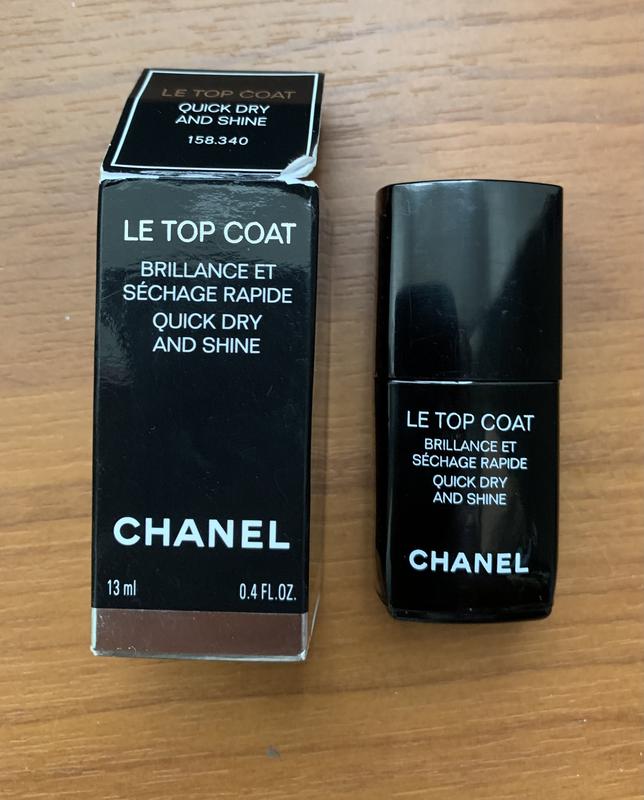 LE TOP COAT
QUICK DRY
AND SHINE
158.340
LE TOP COAT
BRILLANCE ET
SÉCHAGE RAPIDE
QUICK DRY
AND SHINE
CHANEL
13 ml 0.4 FL.OZ.
LE TOP COAT
BRILLANCE ET
SÉCHAGE RAPIDE
QUICK DRY
AND SHINE
CHANEL